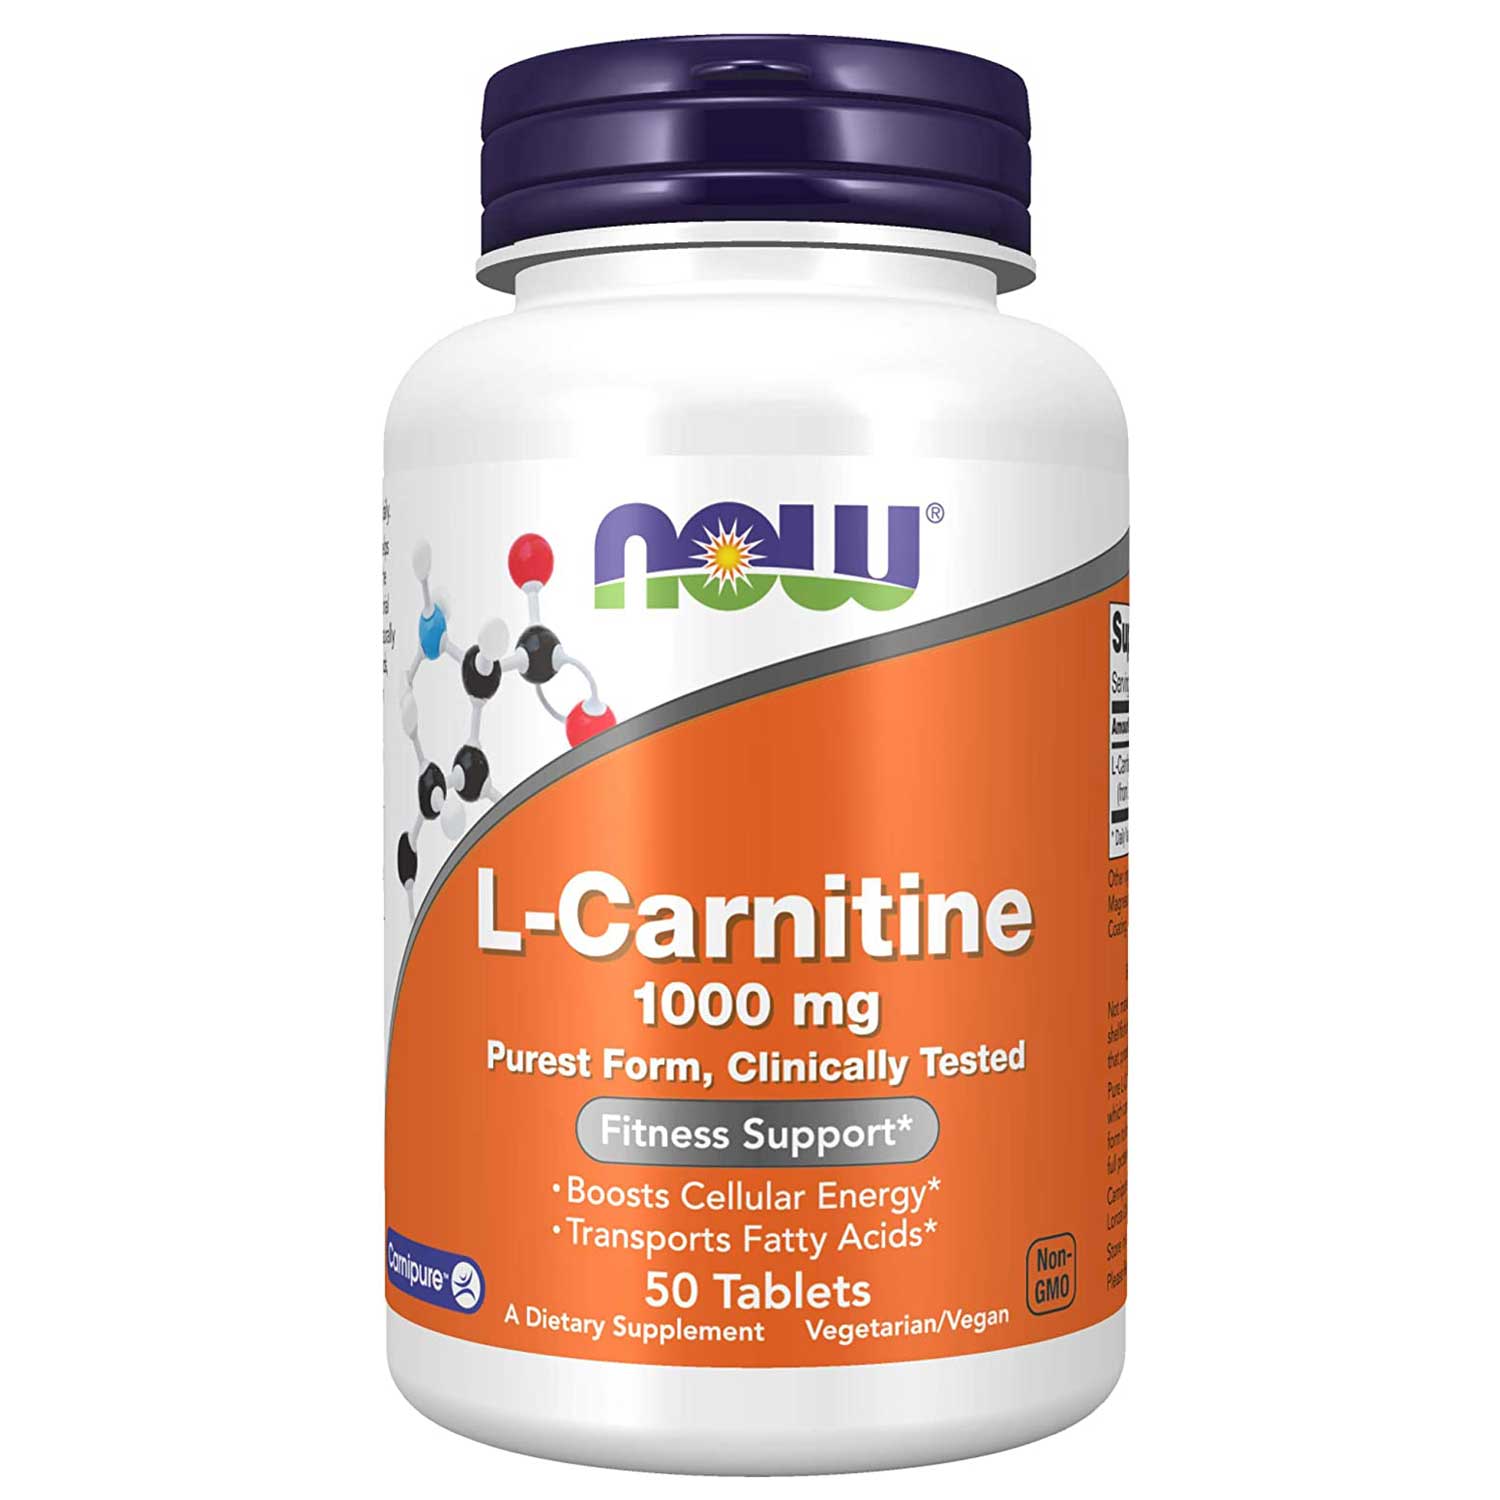 now®
L-Carnitine
1000 mg
Purest Form, Clinically Tested
Fitness Support*
• Boosts Cellular Energy*
• Transports Fatty Acids*
50 Tablets
A Dietary Supplement Vegetarian/Vegan
Carnipure™
Non-
GMO